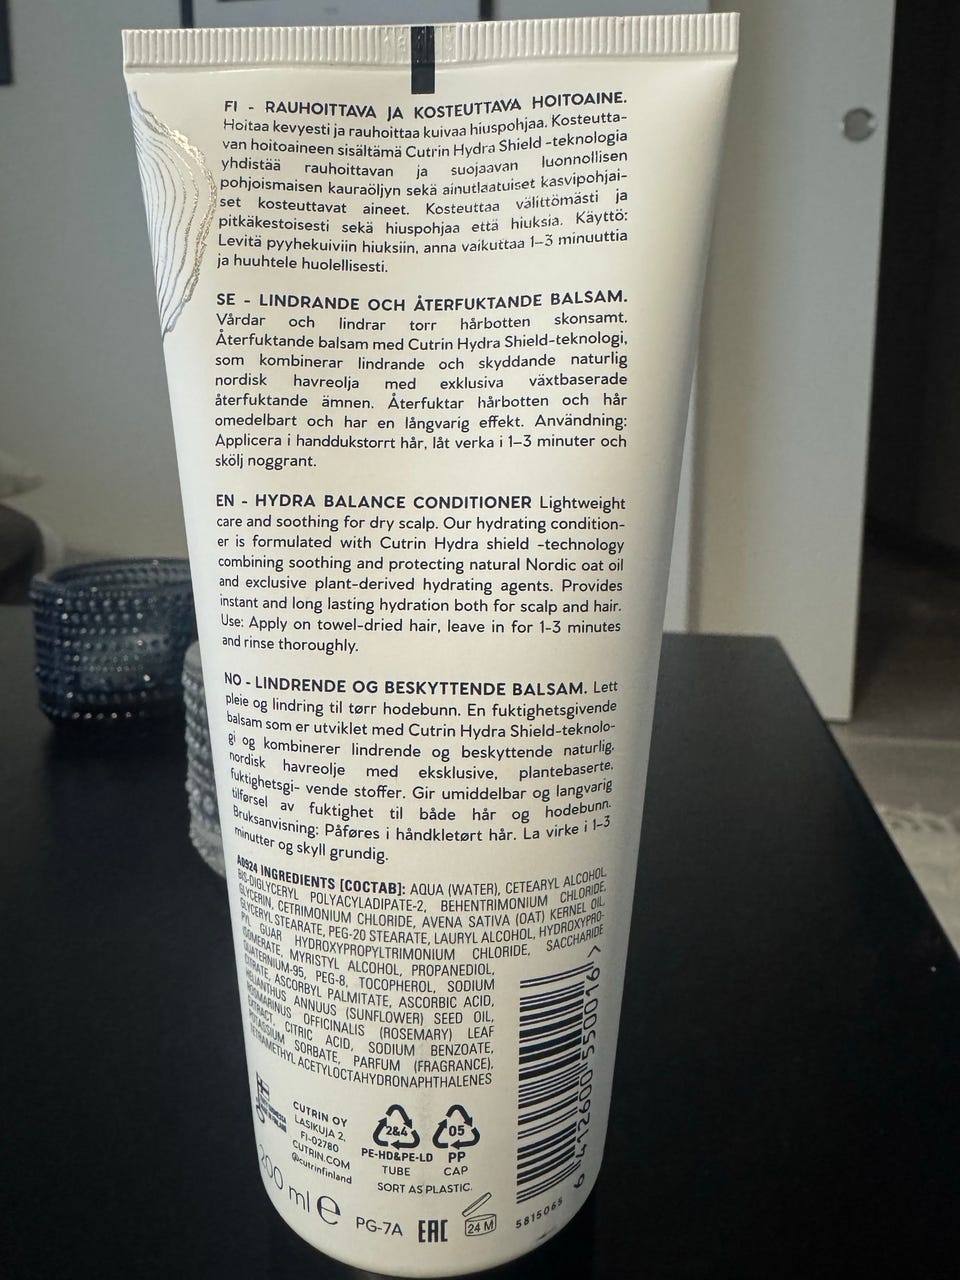 FI - RAUHOITTAVA JA KOSTEUTTAVA HOITOAINE.
Hoitaa kevyesti ja rauhoittaa kuivaa hiuspohjaa. Kosteutta-
van hoitoaineen sisältämä Cutrin Hydra Shield -teknologia
yhdistää rauhoittavan ja suojaavan luonnollisen
pohjoismaisen kauraöljyn sekä ainutlaatuiset kasvipohjai-
set kosteuttavat aineet. Kosteuttaa välittömästi ja
pitkäkestoisesti sekä hiuspohjaa että hiuksia. Käyttö:
Levitä pyyhekuiviin hiuksiin, anna vaikuttaa 1–3 minuuttia
ja huuhtele huolellisesti.
SE - LINDRANDE OCH ÅTERFUKTANDE BALSAM.
Vårdar och lindrar torr hårbotten skonsamt.
Återfuktande balsam med Cutrin Hydra Shield-teknologi,
som kombinerar lindrande och skyddande naturlig
nordisk havreolja med exklusiva växtbaserade
återfuktande ämnen. Återfuktar hårbotten och hår
omedelbart och har en långvarig effekt. Användning:
Applicera i handdukstorrt hår, låt verka i 1–3 minuter och
skölj noggrant.
EN - HYDRA BALANCE CONDITIONER Lightweight
care and soothing for dry scalp. Our hydrating condition-
er is formulated with Cutrin Hydra shield -technology
combining soothing and protecting natural Nordic oat oil
and exclusive plant-derived hydrating agents. Provides
instant and long lasting hydration both for scalp and hair.
Use: Apply on towel-dried hair, leave in for 1-3 minutes
and rinse thoroughly.
NO - LINDRENDE OG BESKYTTENDE BALSAM. Lett
pleie og lindring til tørr hodebunn. En fuktighetsgivende
balsam som er utviklet med Cutrin Hydra Shield-teknolo-
gi og kombinerer lindrende og beskyttende naturlig,
nordisk havreolje med eksklusive, plantebaserte,
fuktighetsgi- vende stoffer. Gir umiddelbar og langvarig
tilførsel av fuktighet til både hår og hodebunn.
Bruksanvisning: Påføres i håndkletørt hår. La virke i 1–3
minutter og skyll grundig.
A0924 INGREDIENTS [СОСТАВ]: AQUA (WATER), CETEARYL ALCOHOL,
BIS-DIGLYCERYL POLYACYLADIPATE-2, BEHENTRIMONIUM CHLORIDE,
GLYCERIN, CETRIMONIUM CHLORIDE, AVENA SATIVA (OAT) KERNEL OIL,
GLYCERYL STEARATE, PEG-20 STEARATE, LAURYL ALCOHOL, HYDROXYPRO-
PYL GUAR HYDROXYPROPYLTRIMONIUM CHLORIDE, SACCHARIDE
ISOMERATE, MYRISTYL ALCOHOL, PROPANEDIOL,
QUATERNIUM-95, PEG-8, TOCOPHEROL, SODIUM
CITRATE, ASCORBYL PALMITATE, ASCORBIC ACID,
HELIANTHUS ANNUUS (SUNFLOWER) SEED OIL,
ROSMARINUS OFFICINALIS (ROSEMARY) LEAF
EXTRACT, CITRIC ACID, SODIUM BENZOATE,
POTASSIUM SORBATE, PARFUM (FRAGRANCE),
TETRAMETHYL ACETYLOCTAHYDRONAPHTHALENES
CUTRIN OY
LASIKUJA 2,
FI-02780
CUTRIN.COM
@cutrinfinland
2&4
PE-HD&PE-LD
TUBE
05
PP
CAP
SORT AS PLASTIC.
200 ml e
PG-7A
EAC
24 M
5815065
6 412600 550016 >